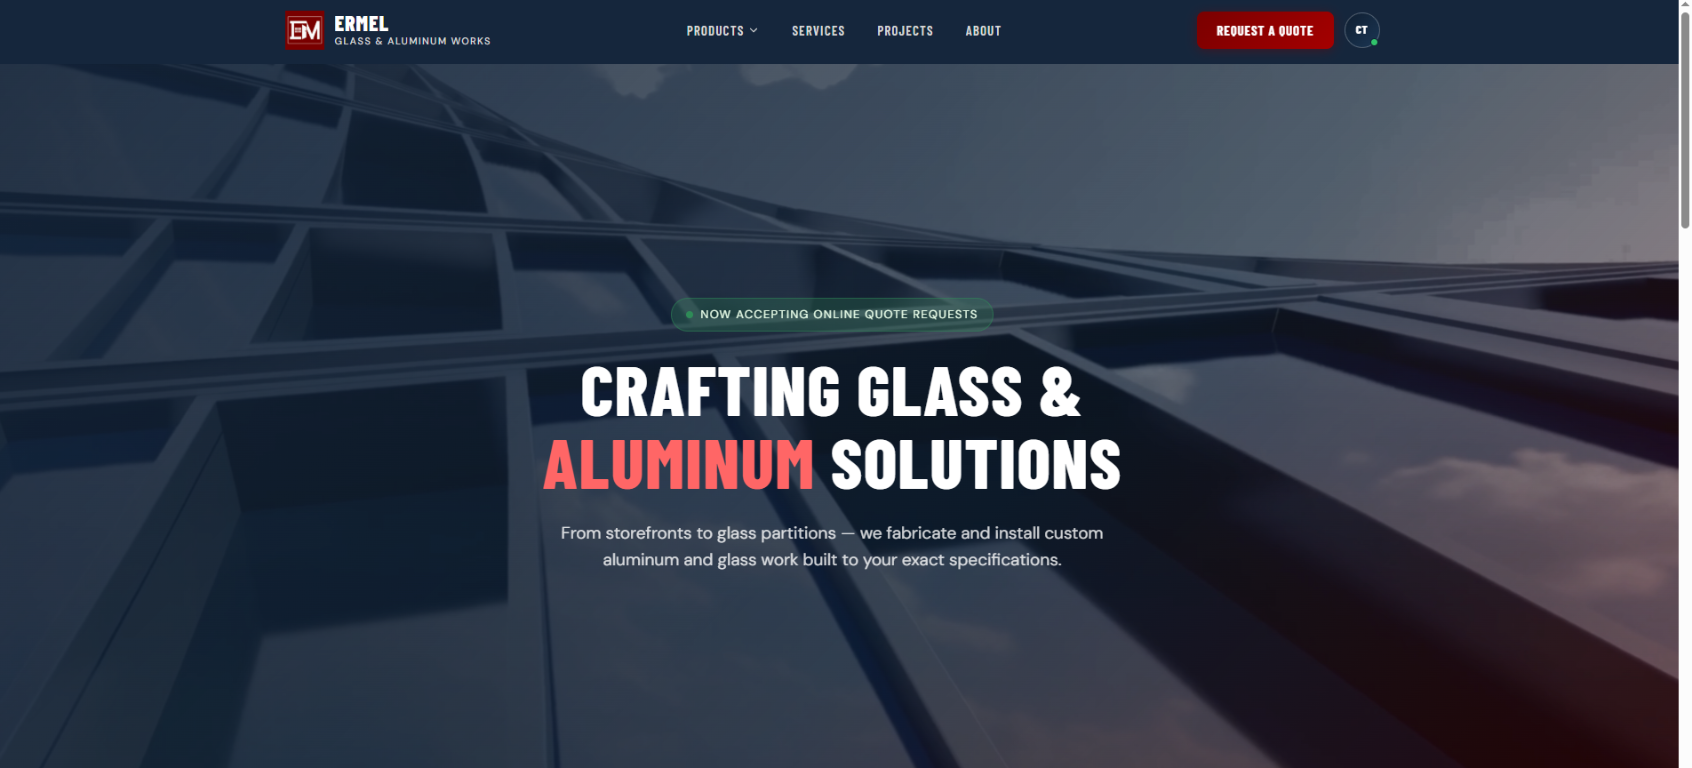 EM
ERMEL
GLASS & ALUMINUM WORKS
PRODUCTS
SERVICES
PROJECTS
ABOUT
REQUEST A QUOTE
CT
NOW ACCEPTING ONLINE QUOTE REQUESTS
CRAFTING GLASS &
ALUMINUM SOLUTIONS
From storefronts to glass partitions — we fabricate and install custom
aluminum and glass work built to your exact specifications.